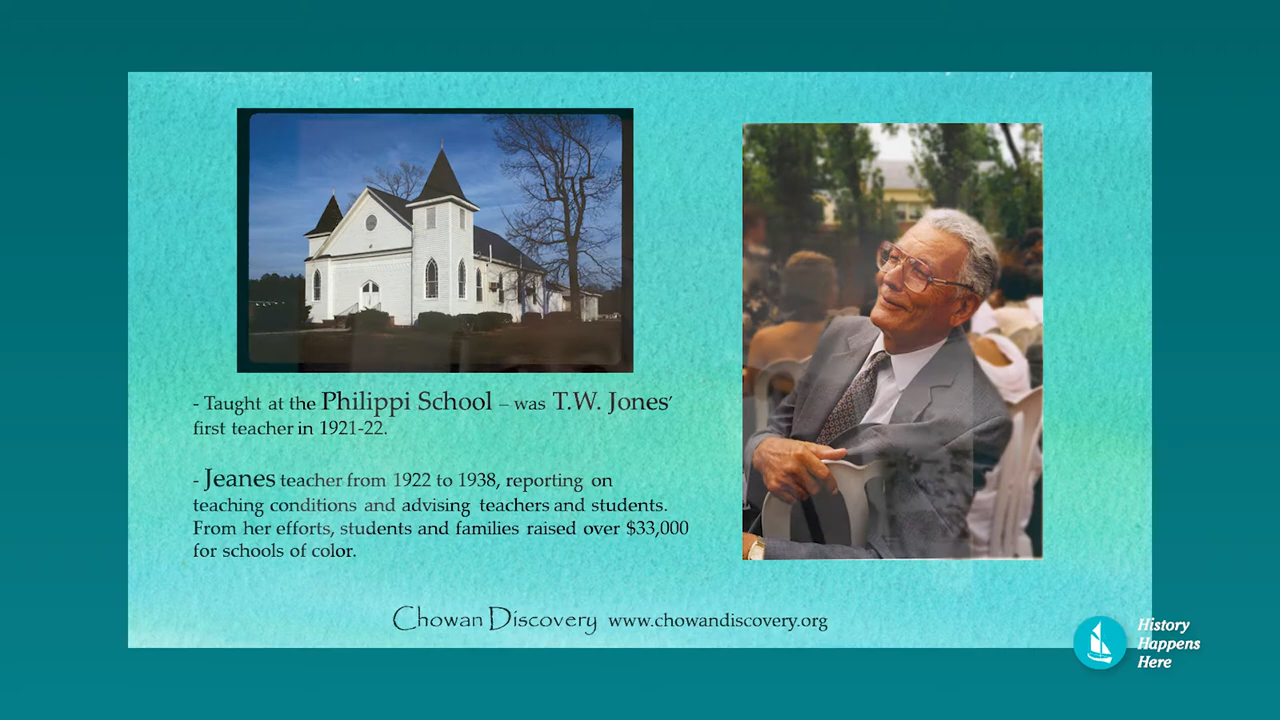 - Taught at the Philippi School – was T.W. Jones’
first teacher in 1921-22.
- Jeanes teacher from 1922 to 1938, reporting on
teaching conditions and advising teachers and students.
From her efforts, students and families raised over $33,000
for schools of color.
Chowan Discovery www.chowandiscovery.org
History
Happens
Here